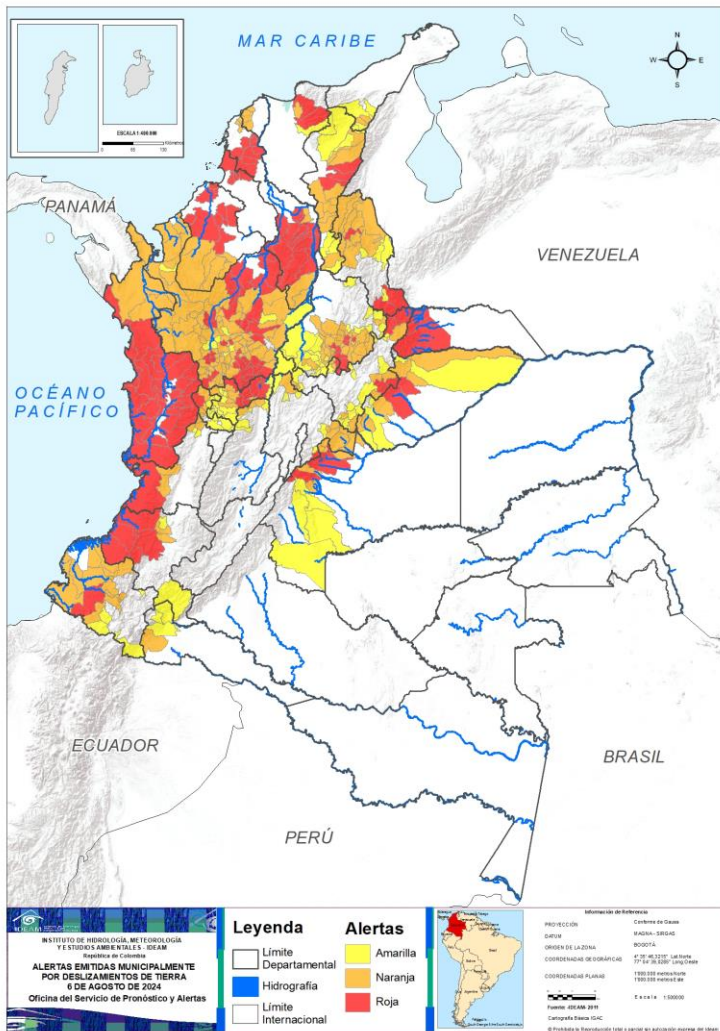 MAR CARIBE
N
W
E
S
ESCALA 1:400.000
PANAMÁ
VENEZUELA
OCÉANO
PACÍFICO
ECUADOR
BRASIL
PERÚ
IDEAM
INSTITUTO DE HIDROLOGÍA, METEOROLOGÍA
Y ESTUDIOS AMBIENTALES - IDEAM
República de Colombia
ALERTAS EMITIDAS MUNICIPALMENTE
POR DESLIZAMIENTOS DE TIERRA
6 DE AGOSTO DE 2024
Oficina del Servicio de Pronóstico y Alertas
Leyenda
Límite
Departamental
Hidrografía
Límite
Internacional
Alertas
Amarilla
Naranja
Roja
Información de Referencia
PROYECCIÓN
Conforme de Gauss
DATUM
MAGNA - SIRGAS
ORIGEN DE LA ZONA
BOGOTÁ
COORDENADAS GEOGRÁFICAS
COORDENADAS PLANAS
Fuente: IDEAM- 2011
Escala
Cartografía Básica IGAC